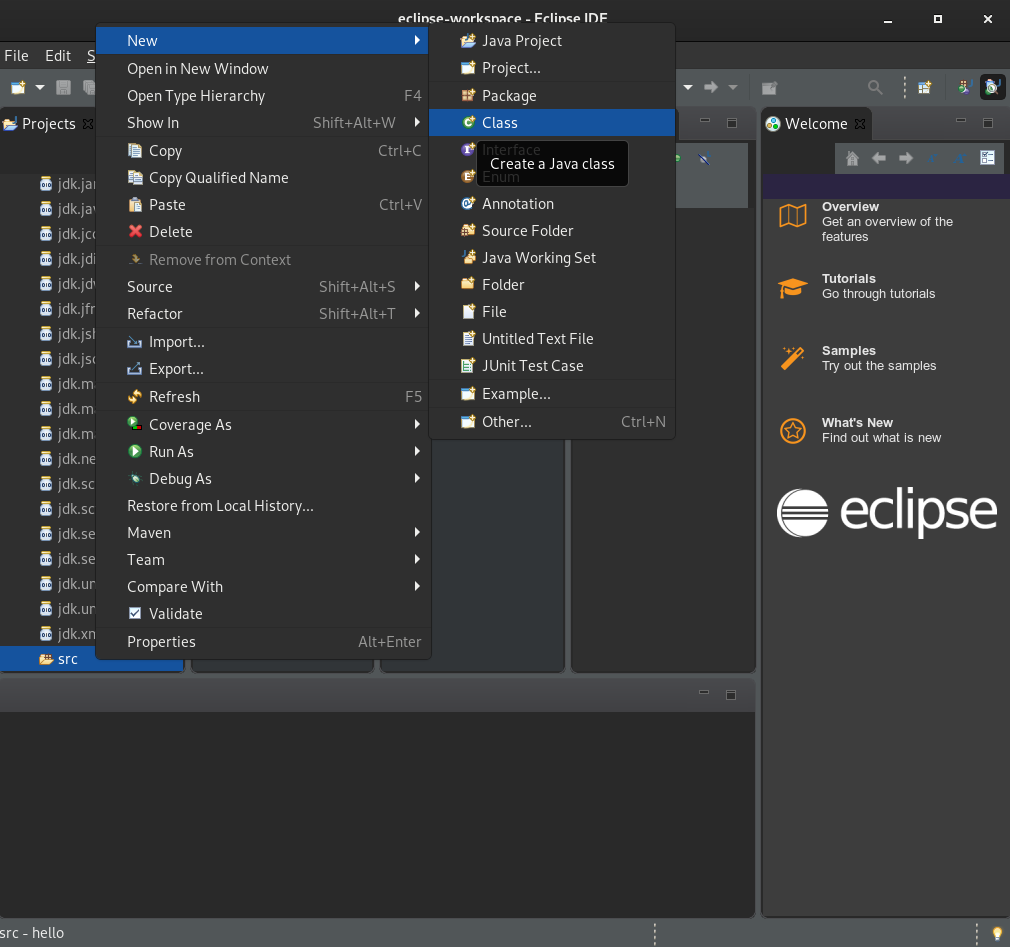 eclipse-workspace - Eclipse IDE
File Edit S
Projects
Welcome
jdk.jar
jdk.jav
jdk.jco
jdk.jdi
jdk.jd
jdk.jfr
jdk.jsh
jdk.jso
jdk.m
jdk.m
jdk.m
jdk.ne
jdk.sc
jdk.sc
jdk.se
jdk.se
jdk.un
jdk.un
jdk.xm
src
New
Open in New Window
Open Type Hierarchy F4
Show In Shift+Alt+W
Copy Ctrl+C
Copy Qualified Name
Paste Ctrl+V
Delete
Remove from Context
Source Shift+Alt+S
Refactor Shift+Alt+T
Import...
Export...
Refresh F5
Coverage As
Run As
Debug As
Restore from Local History...
Maven
Team
Compare With
Validate
Properties Alt+Enter
Java Project
Project...
Package
Class
Interface
Create a Java class
Enum
Annotation
Source Folder
Java Working Set
Folder
File
Untitled Text File
JUnit Test Case
Example...
Other... Ctrl+N
Overview
Get an overview of the
features
Tutorials
Go through tutorials
Samples
Try out the samples
What's New
Find out what is new
eclipse
src - hello